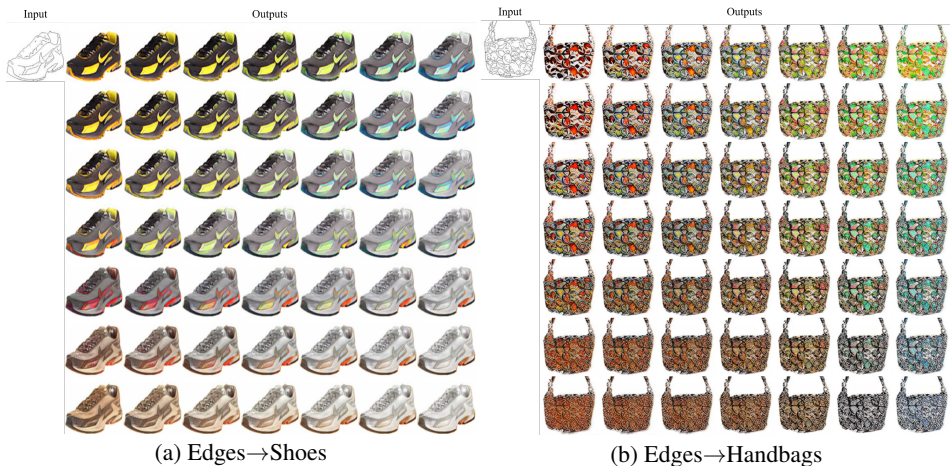 Input
Outputs
Input
Outputs
(a) Edges→Shoes
(b) Edges→Handbags